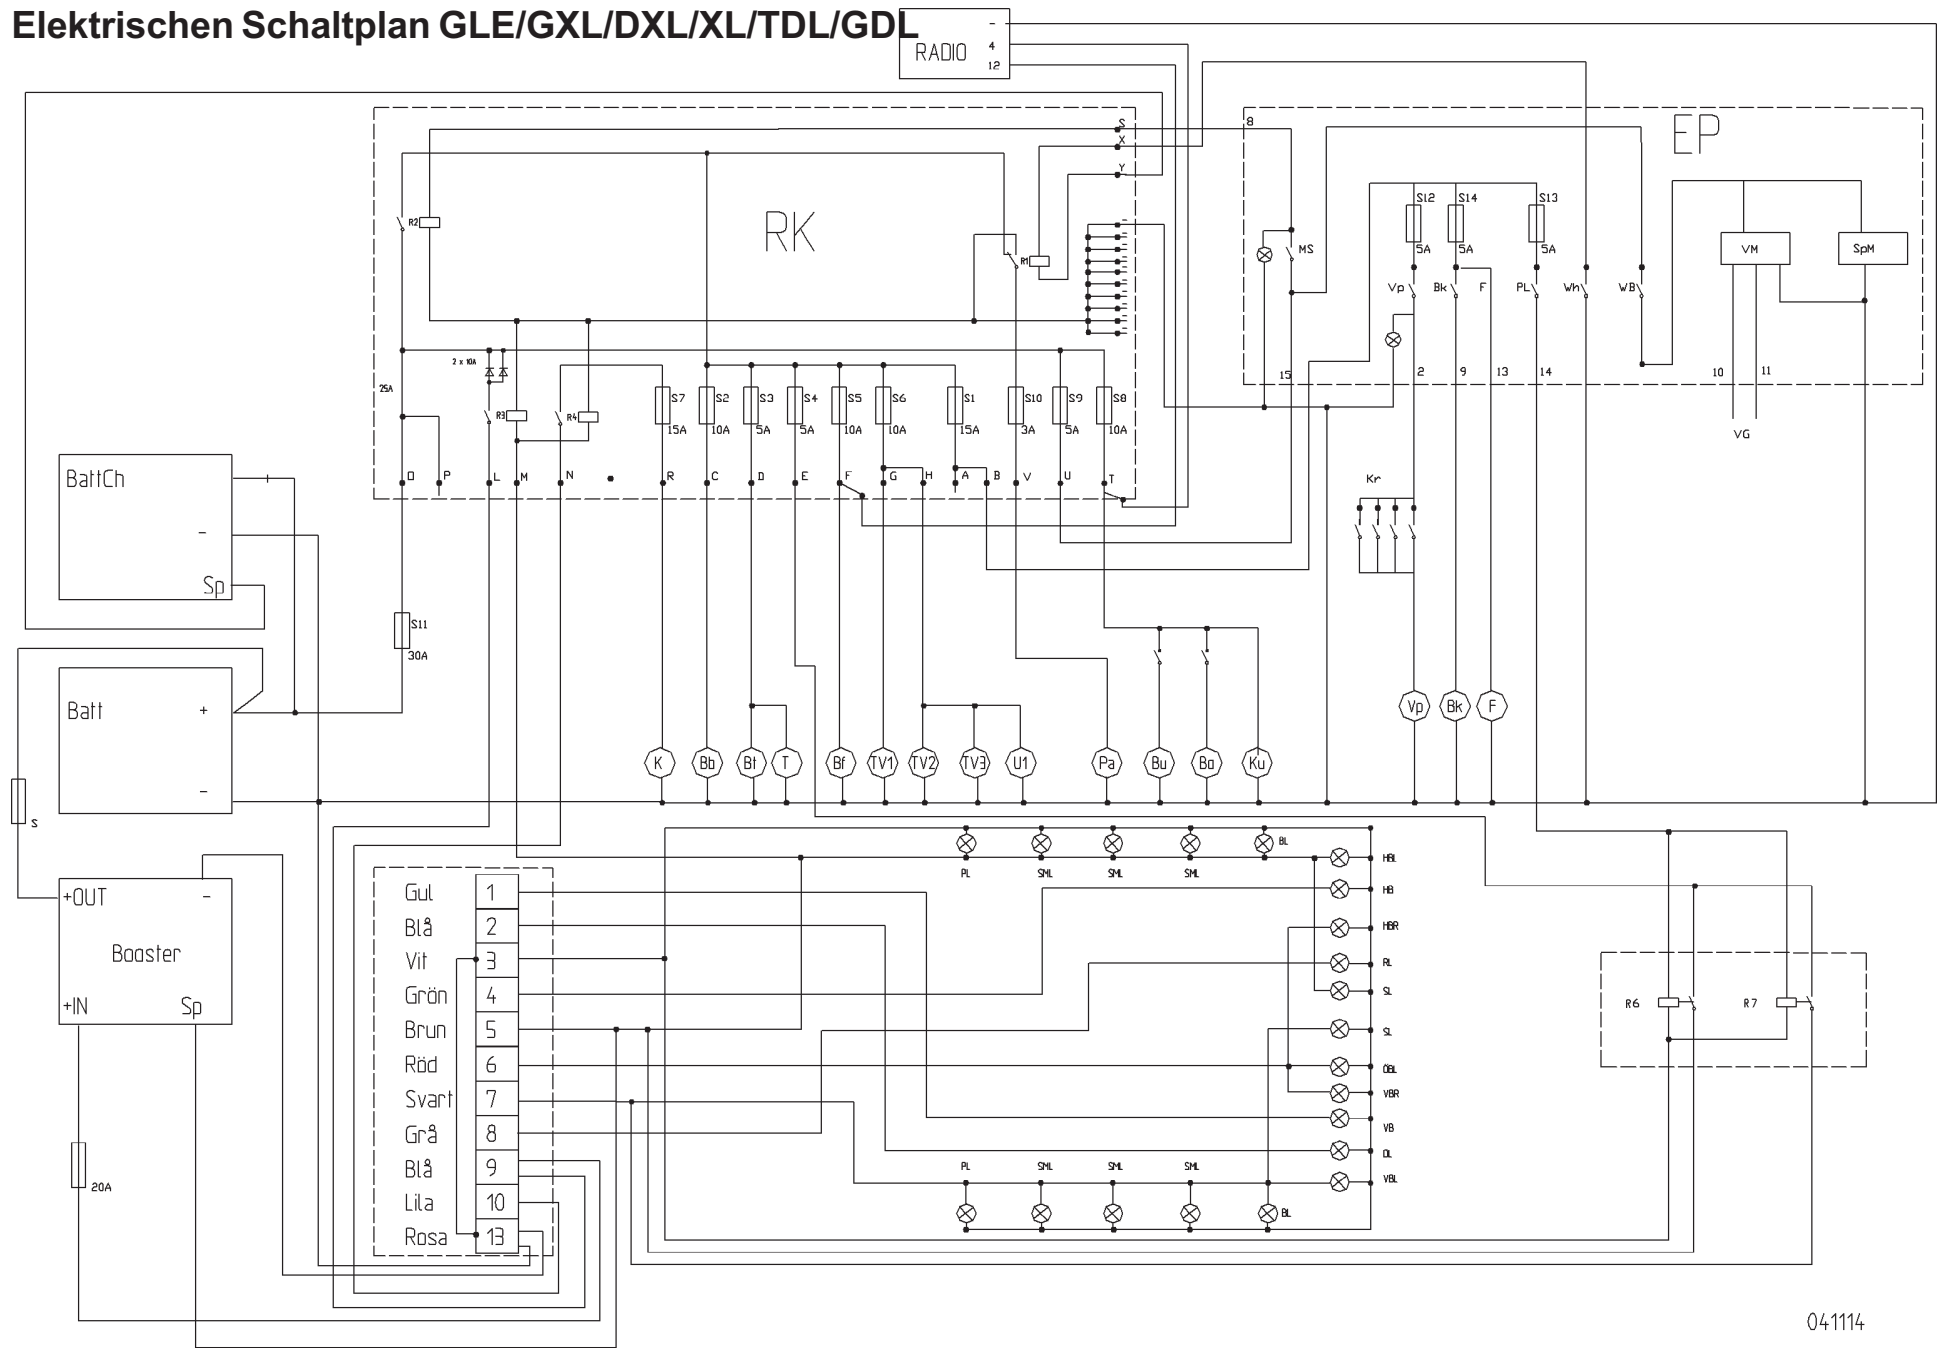 Elektrischen Schaltplan GLE/GXL/DXL/XL/TDL/GDL
RADIO
-
4
12
S
X
Y
8
EP
RK
R2
R1
S12
S14
S13
5A
5A
5A
MS
VM
SpM
Vp
Bk
F
PL
Wh
WB
2 x 10A
25A
R3
R4
S7
S2
S3
S4
S5
S6
S1
S10
S9
S8
15A
10A
5A
5A
10A
10A
15A
3A
5A
10A
15
2
9
13
14
10
11
VG
O
P
L
M
N
R
C
D
E
F
G
H
A
B
V
U
T
Kr
BattCh
+
-
Sp
S11
30A
Batt
+
-
S
Vp
Bk
F
K
Bb
Bt
T
Bf
TV1
TV2
TV3
U1
Pa
Bu
Bo
Ku
+OUT
-
Booster
+IN
Sp
20A
Gul 1
Blå 2
Vit 3
Grön 4
Brun 5
Röd 6
Svart 7
Grå 8
Blå 9
Lila 10
Rosa 13
BL
PL
SML
SML
SML
HBL
HB
HBR
RL
SL
SL
ÖBL
VBR
VB
DL
VBL
PL
SML
SML
SML
BL
R6
R7
041114